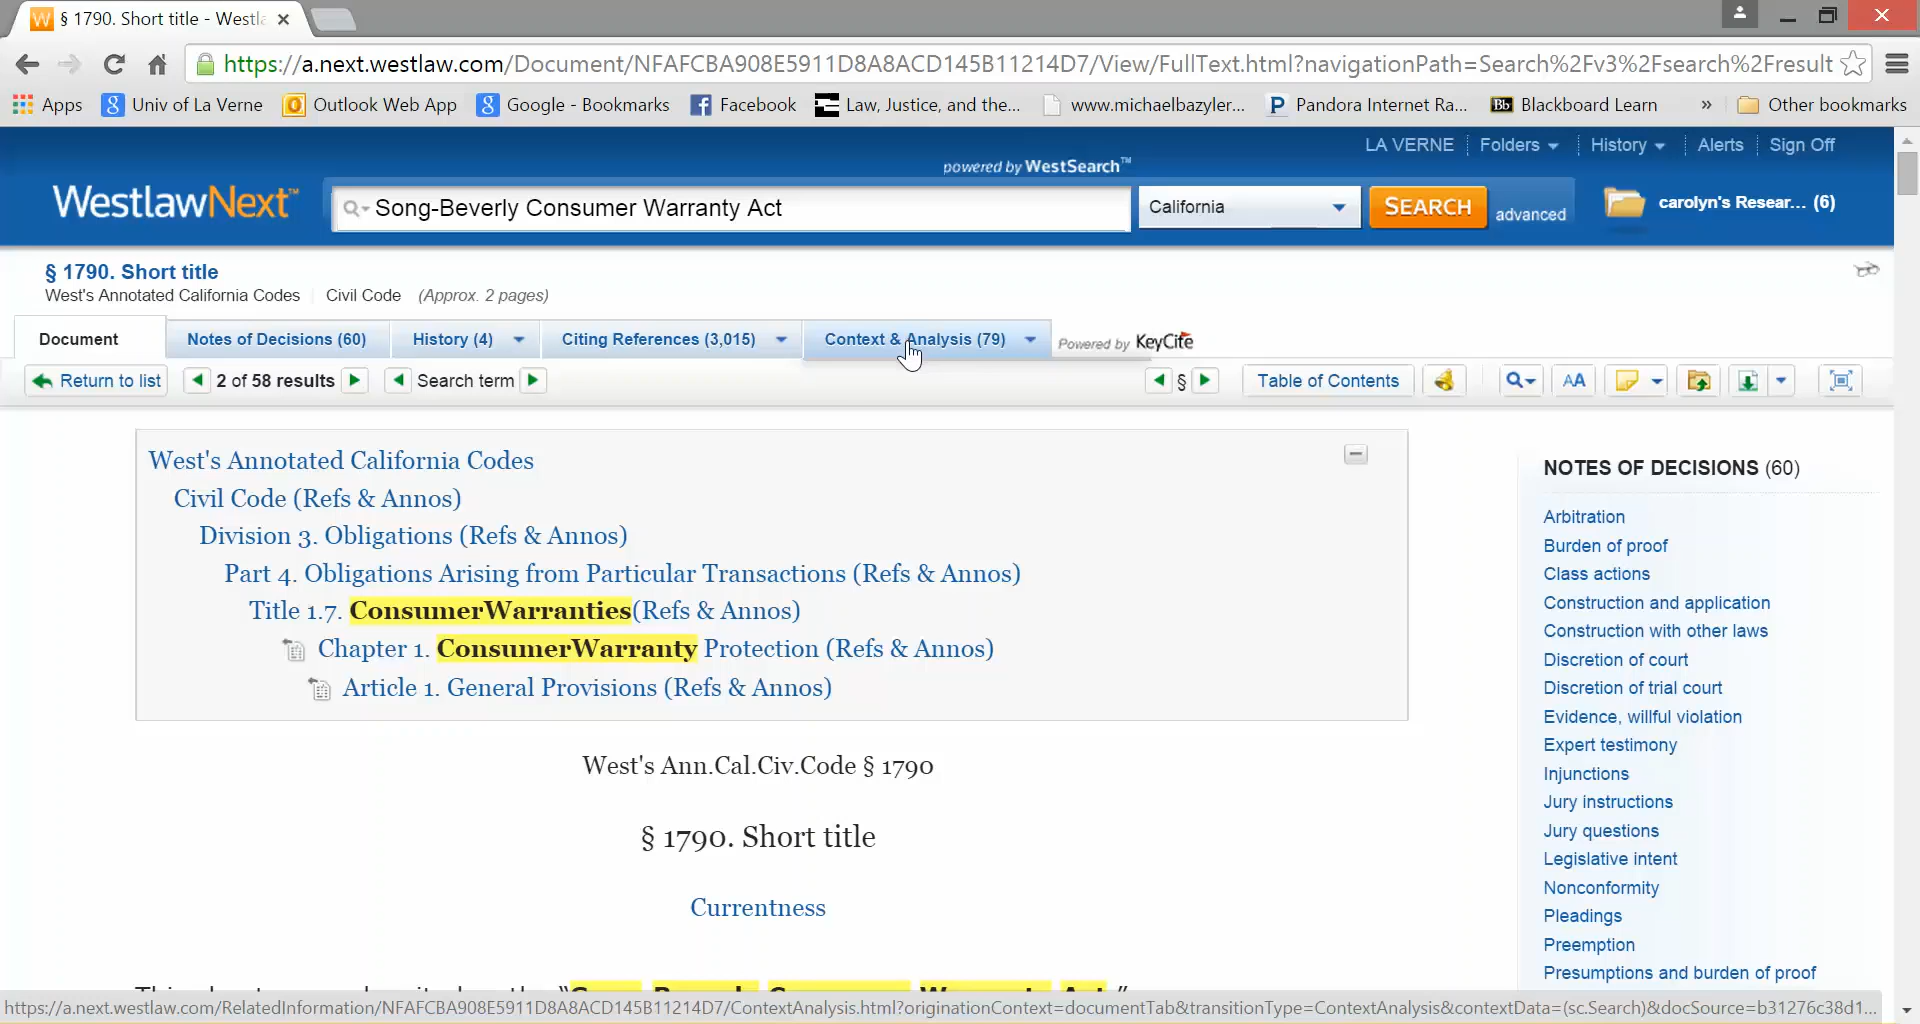 § 1790. Short title - Westla
https://a.next.westlaw.com/Document/NFAFCBA908E5911D8A8ACD145B11214D7/View/FullText.html?navigationPath=Search%2Fv3%2Fsearch%2Fresult
Apps Univ of La Verne Outlook Web App Google - Bookmarks Facebook Law, Justice, and the... www.michaelbazyler... Pandora Internet Ra... Blackboard Learn » Other bookmarks
LA VERNE Folders History Alerts Sign Off
powered by WestSearch™
WestlawNext™ Song-Beverly Consumer Warranty Act California SEARCH advanced carolyn's Resear... (6)
§ 1790. Short title
West's Annotated California Codes Civil Code (Approx. 2 pages)
Document Notes of Decisions (60) History (4) Citing References (3,015) Context & Analysis (79) Powered by KeyCite
Return to list 2 of 58 results Search term § Table of Contents AA
West's Annotated California Codes
Civil Code (Refs & Annos)
Division 3. Obligations (Refs & Annos)
Part 4. Obligations Arising from Particular Transactions (Refs & Annos)
Title 1.7. ConsumerWarranties(Refs & Annos)
Chapter 1. ConsumerWarranty Protection (Refs & Annos)
Article 1. General Provisions (Refs & Annos)
West's Ann.Cal.Civ.Code § 1790
§ 1790. Short title
Currentness
NOTES OF DECISIONS (60)
Arbitration
Burden of proof
Class actions
Construction and application
Construction with other laws
Discretion of court
Discretion of trial court
Evidence, willful violation
Expert testimony
Injunctions
Jury instructions
Jury questions
Legislative intent
Nonconformity
Pleadings
Preemption
Presumptions and burden of proof
https://a.next.westlaw.com/RelatedInformation/NFAFCBA908E5911D8A8ACD145B11214D7/ContextAnalysis.html?originationContext=documentTab&transitionType=ContextAnalysis&contextData=(sc.Search)&docSource=b31276c38d1...